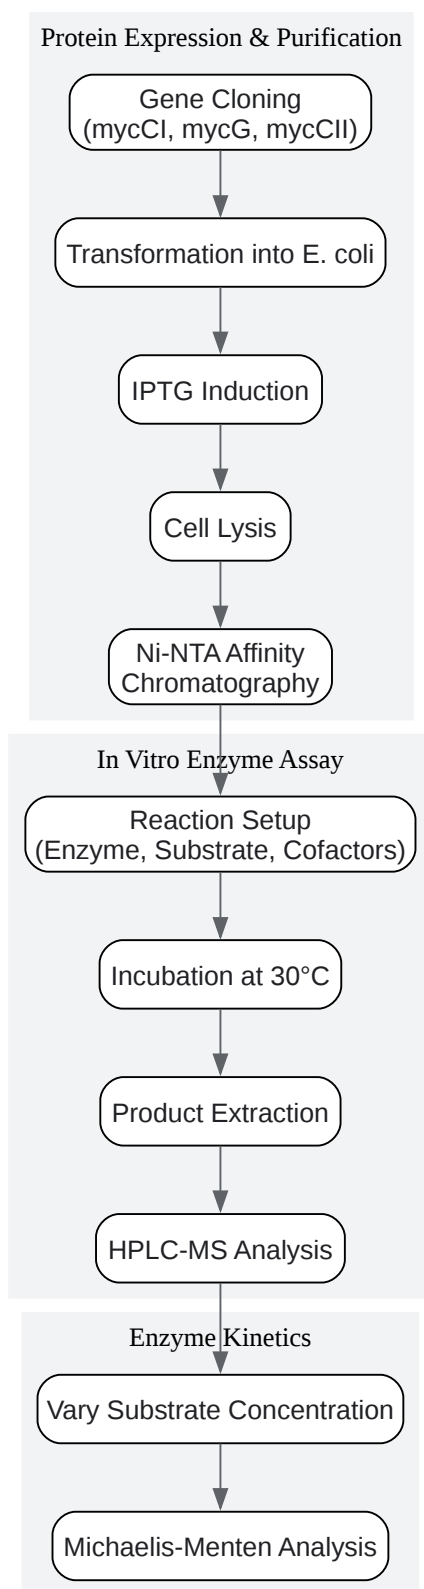 Protein Expression & Purification
Gene Cloning
(mycCI, mycG, mycCII)
Transformation into E. coli
IPTG Induction
Cell Lysis
Ni-NTA Affinity
Chromatography
In Vitro Enzyme Assay
Reaction Setup
(Enzyme, Substrate, Cofactors)
Incubation at 30°C
Product Extraction
HPLC-MS Analysis
Enzyme Kinetics
Vary Substrate Concentration
Michaelis-Menten Analysis